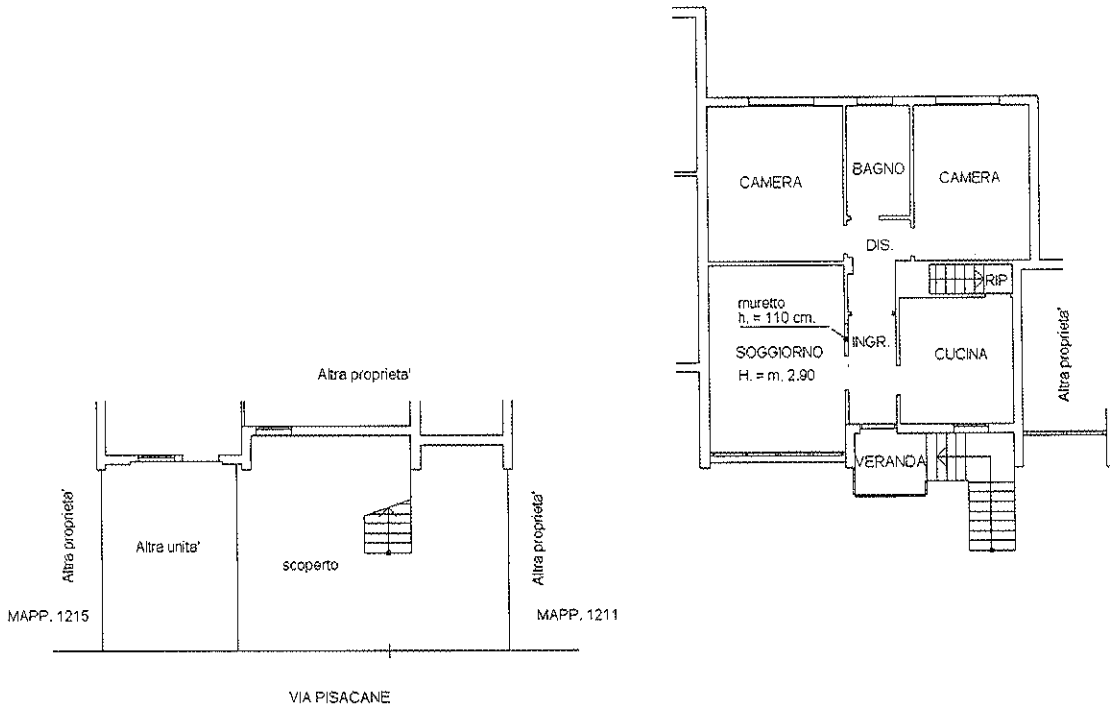 CAMERA
BAGNO
CAMERA
DIS.
RIP
muretto
h. = 110 cm.
INGR.
SOGGIORNO
H. = m. 2.90
CUCINA
Altra proprieta'
VERANDA
Altra proprieta'
Altra proprieta'
Altra unita'
scoperto
Altra proprieta'
MAPP. 1215
MAPP. 1211
VIA PISACANE